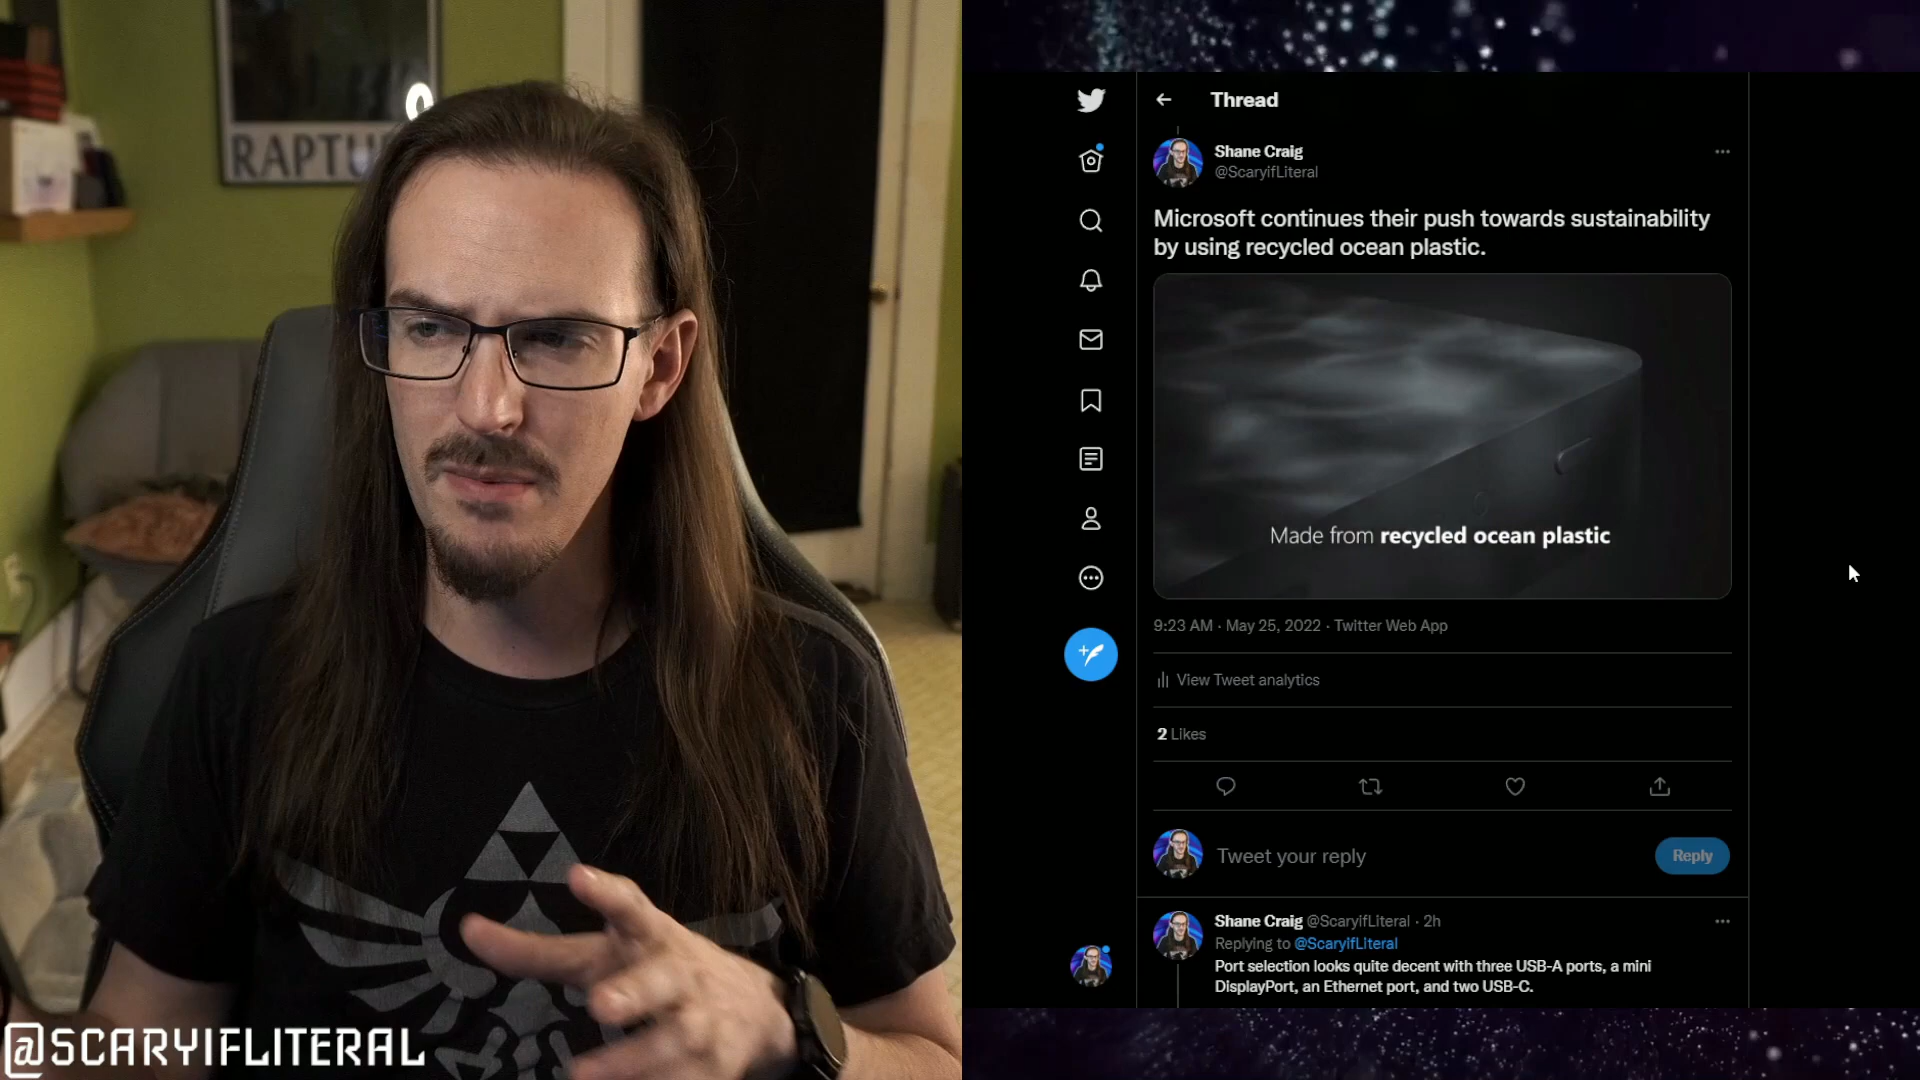 RAPTU
@SCARYIFLITERAL
Thread
Shane Craig
@ScaryifLiteral
Microsoft continues their push towards sustainability
by using recycled ocean plastic.
Made from recycled ocean plastic
9:23 AM · May 25, 2022 · Twitter Web App
View Tweet analytics
2 Likes
Tweet your reply
Reply
Shane Craig @ScaryifLiteral · 2h
Replying to @ScaryifLiteral
Port selection looks quite decent with three USB-A ports, a mini
DisplayPort, an Ethernet port, and two USB-C.